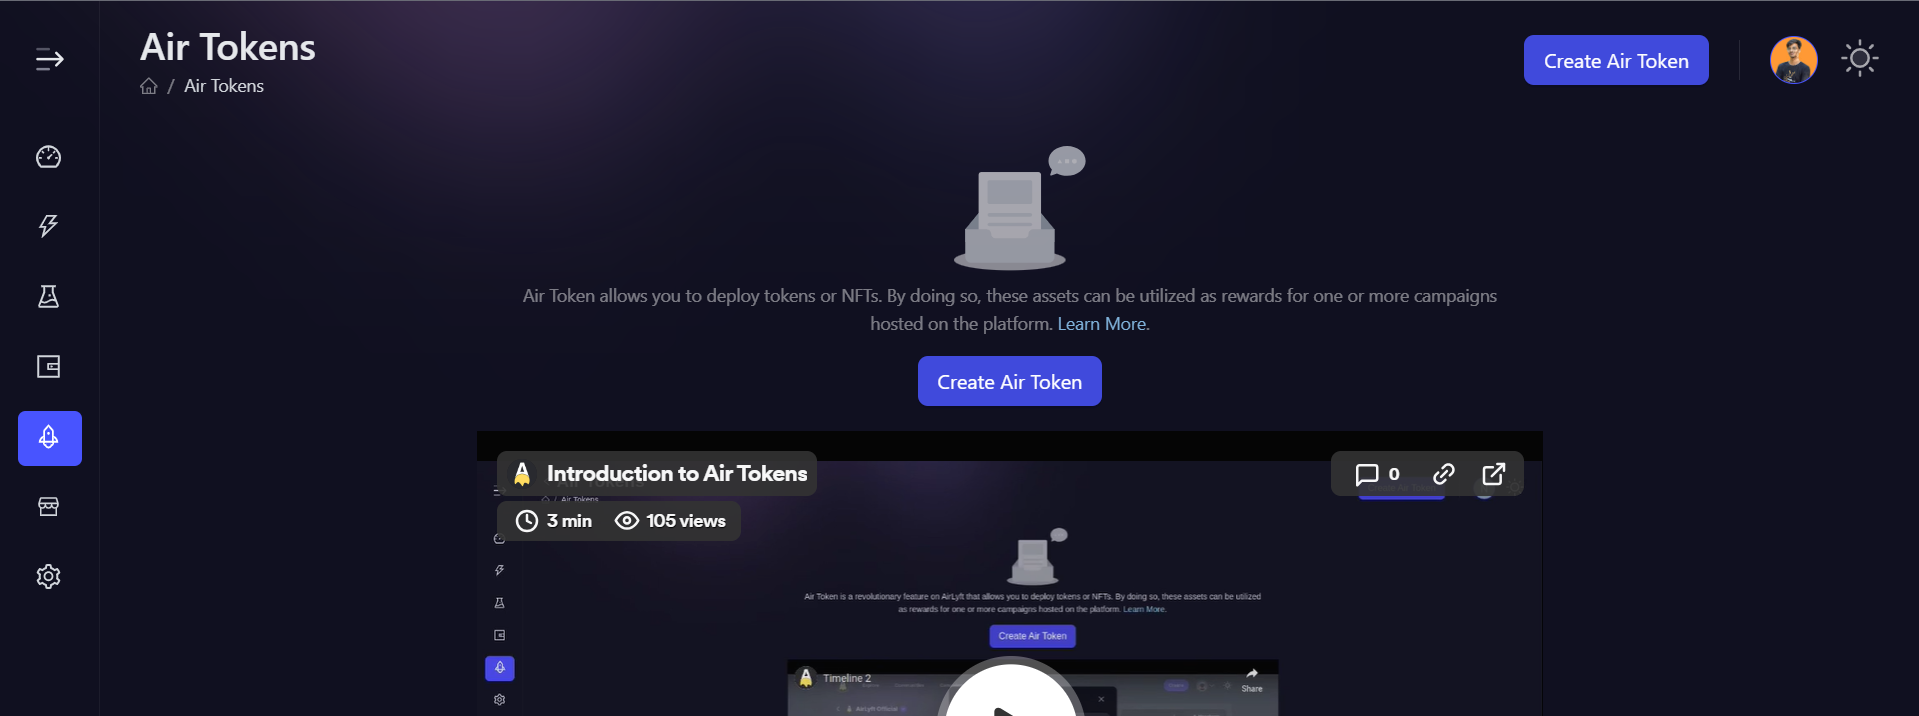 Air Tokens
/ Air Tokens
Create Air Token
Air Token allows you to deploy tokens or NFTs. By doing so, these assets can be utilized as rewards for one or more campaigns
hosted on the platform. Learn More.
Create Air Token
Introduction to Air Tokens
0
Air Tokens
3 min 105 views
Air Token is a revolutionary feature on AirLyft that allows you to deploy tokens or NFTs. By doing so, these assets can be utilized
as rewards for one or more campaigns hosted on the platform. Learn More.
Create Air Token
Timeline 2
Share